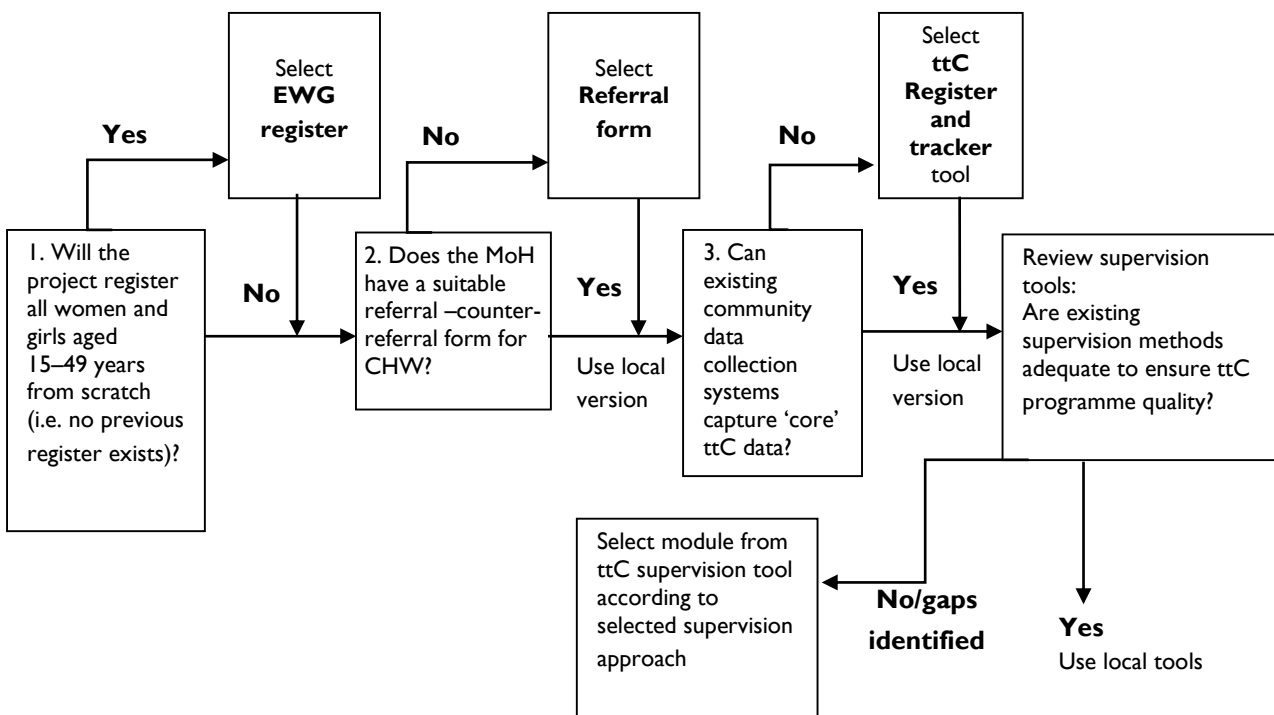 Select
EWG
register
Select
Referral
form
Select
ttC
Register
and
tracker
tool
Yes
No
No
1. Will the
project register
all women and
girls aged
15–49 years
from scratch
(i.e. no previous
register exists)?
No
2. Does the MoH
have a suitable
referral –counter-
referral form for
CHW?
Yes
Use local
version
3. Can
existing
community
data
collection
systems
capture ‘core’
ttC data?
Yes
Use local
version
Review supervision
tools:
Are existing
supervision methods
adequate to ensure ttC
programme quality?
Select module from
ttC supervision tool
according to
selected supervision
approach
No/gaps
identified
Yes
Use local tools